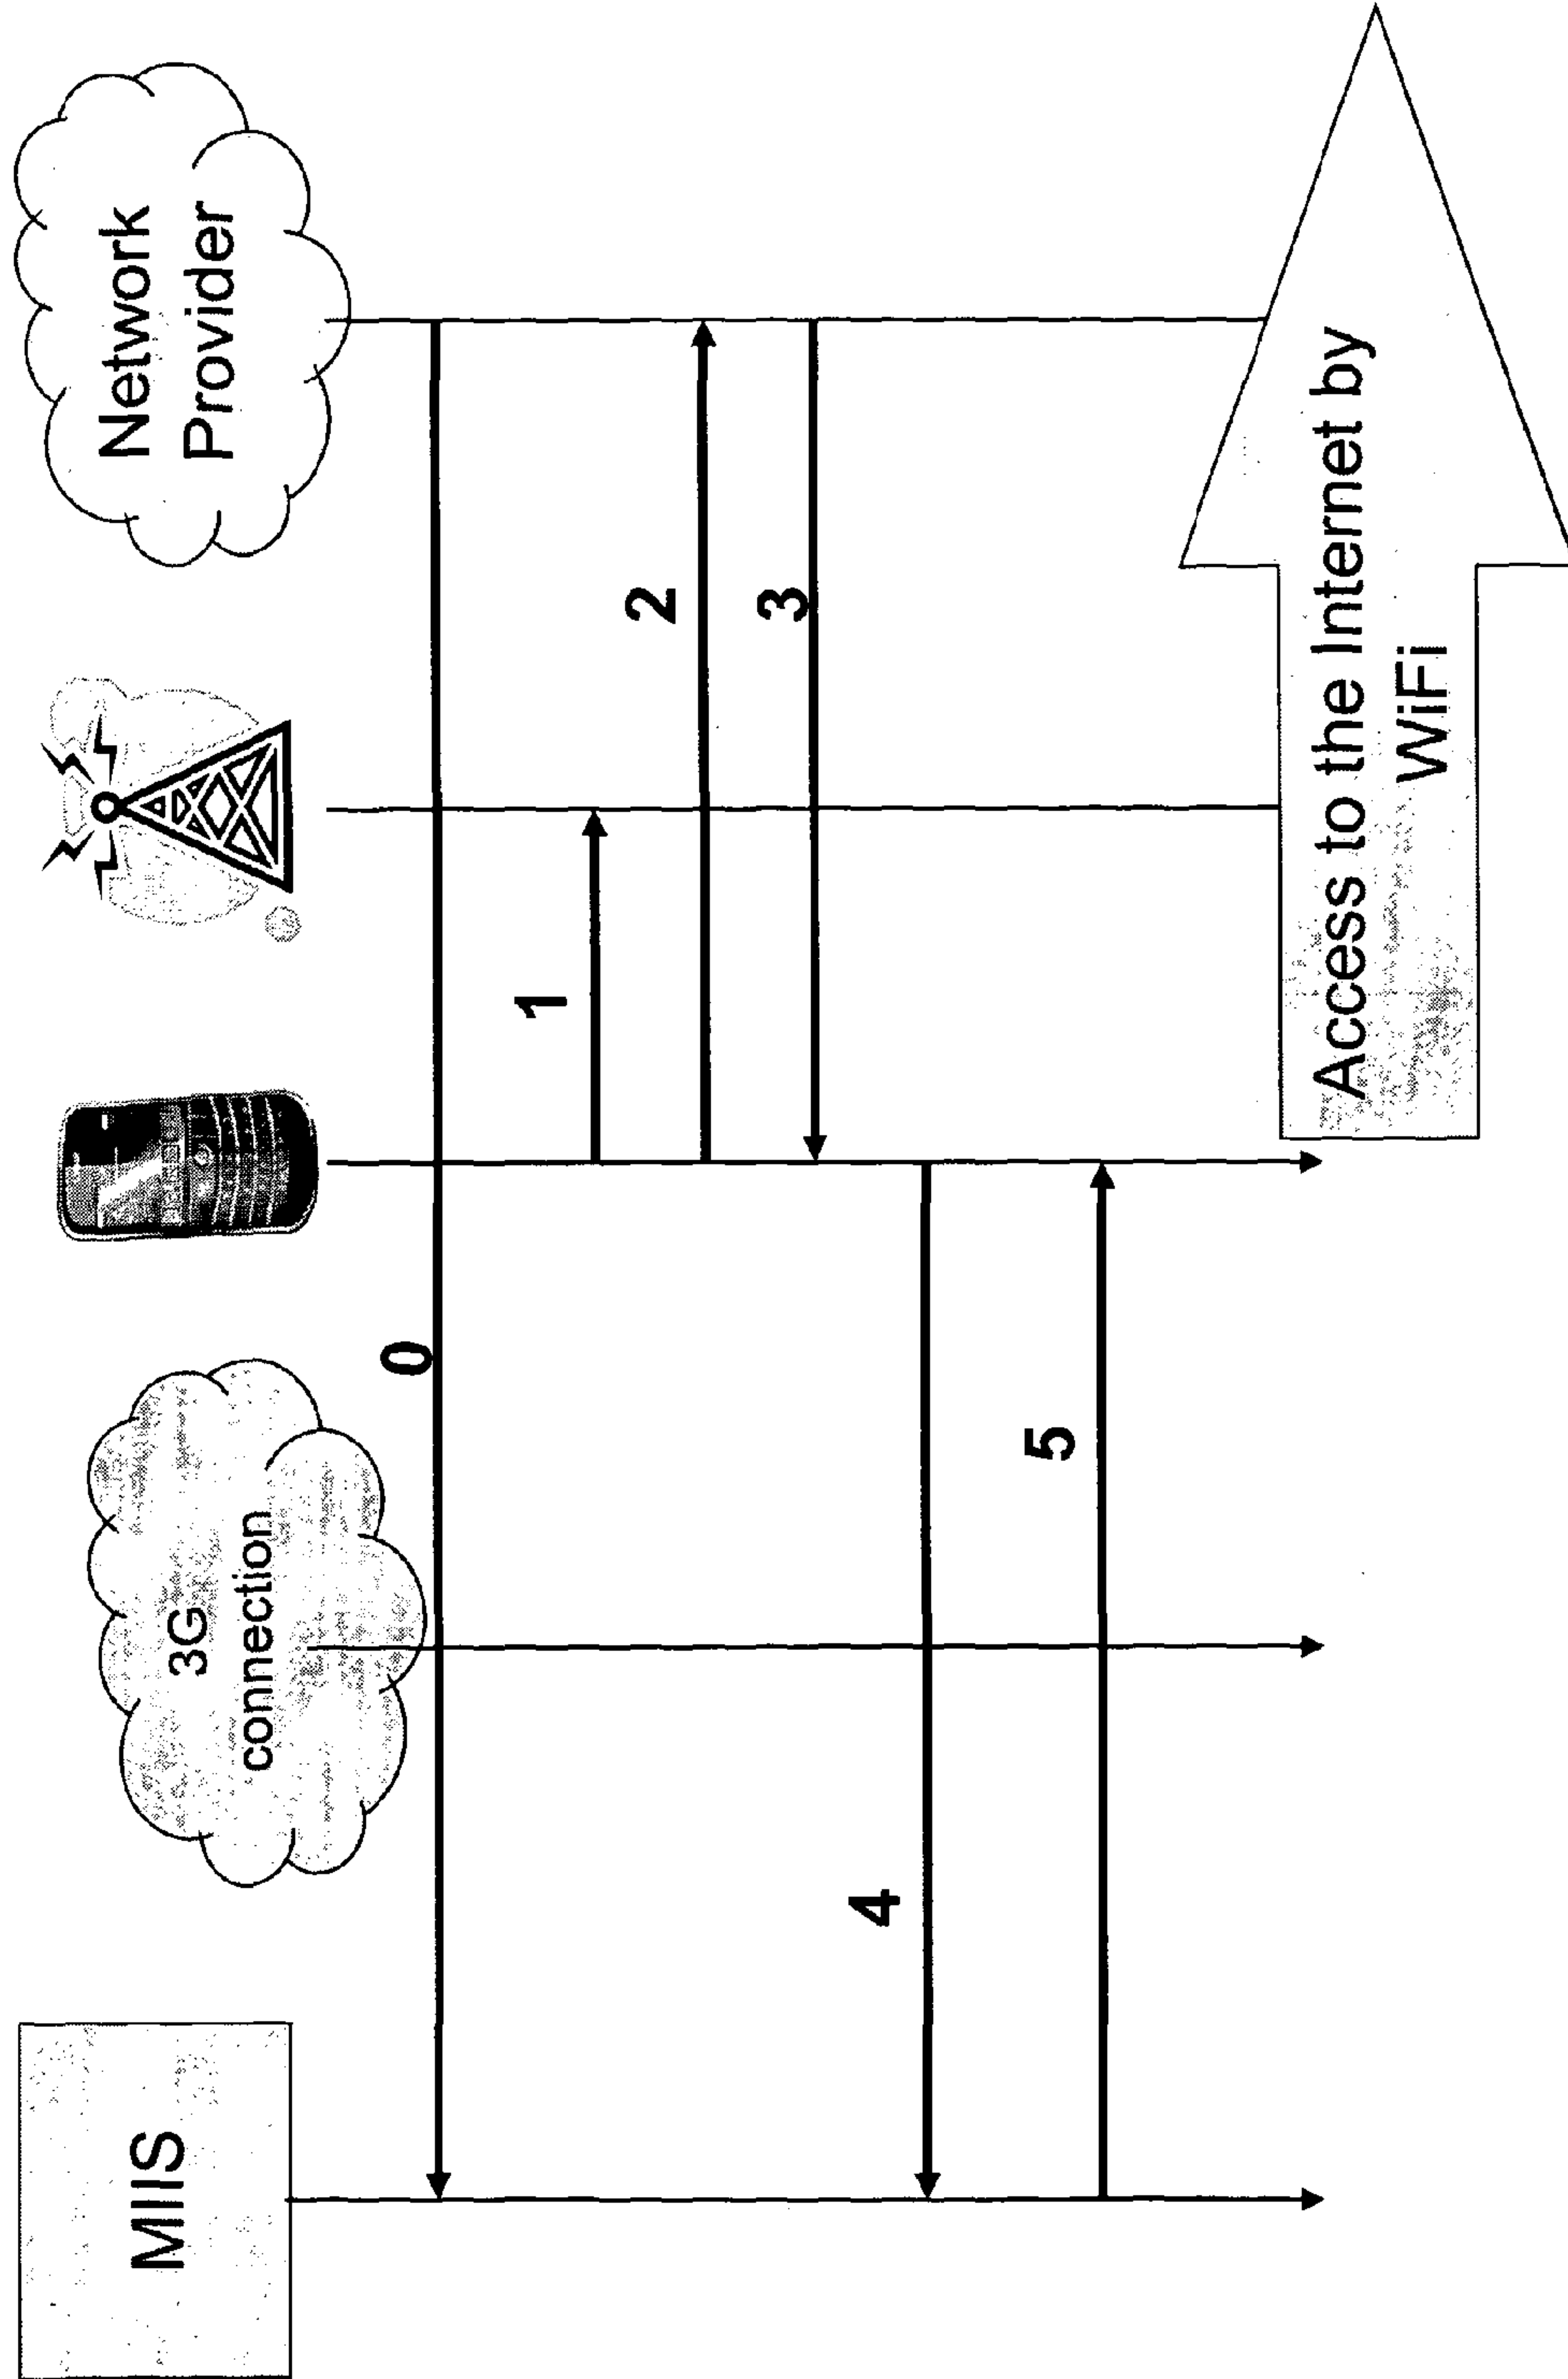 MIIS
3G
connection
Network
Provider
0
1
2
3
4
5
Access to the Internet by
WiFi